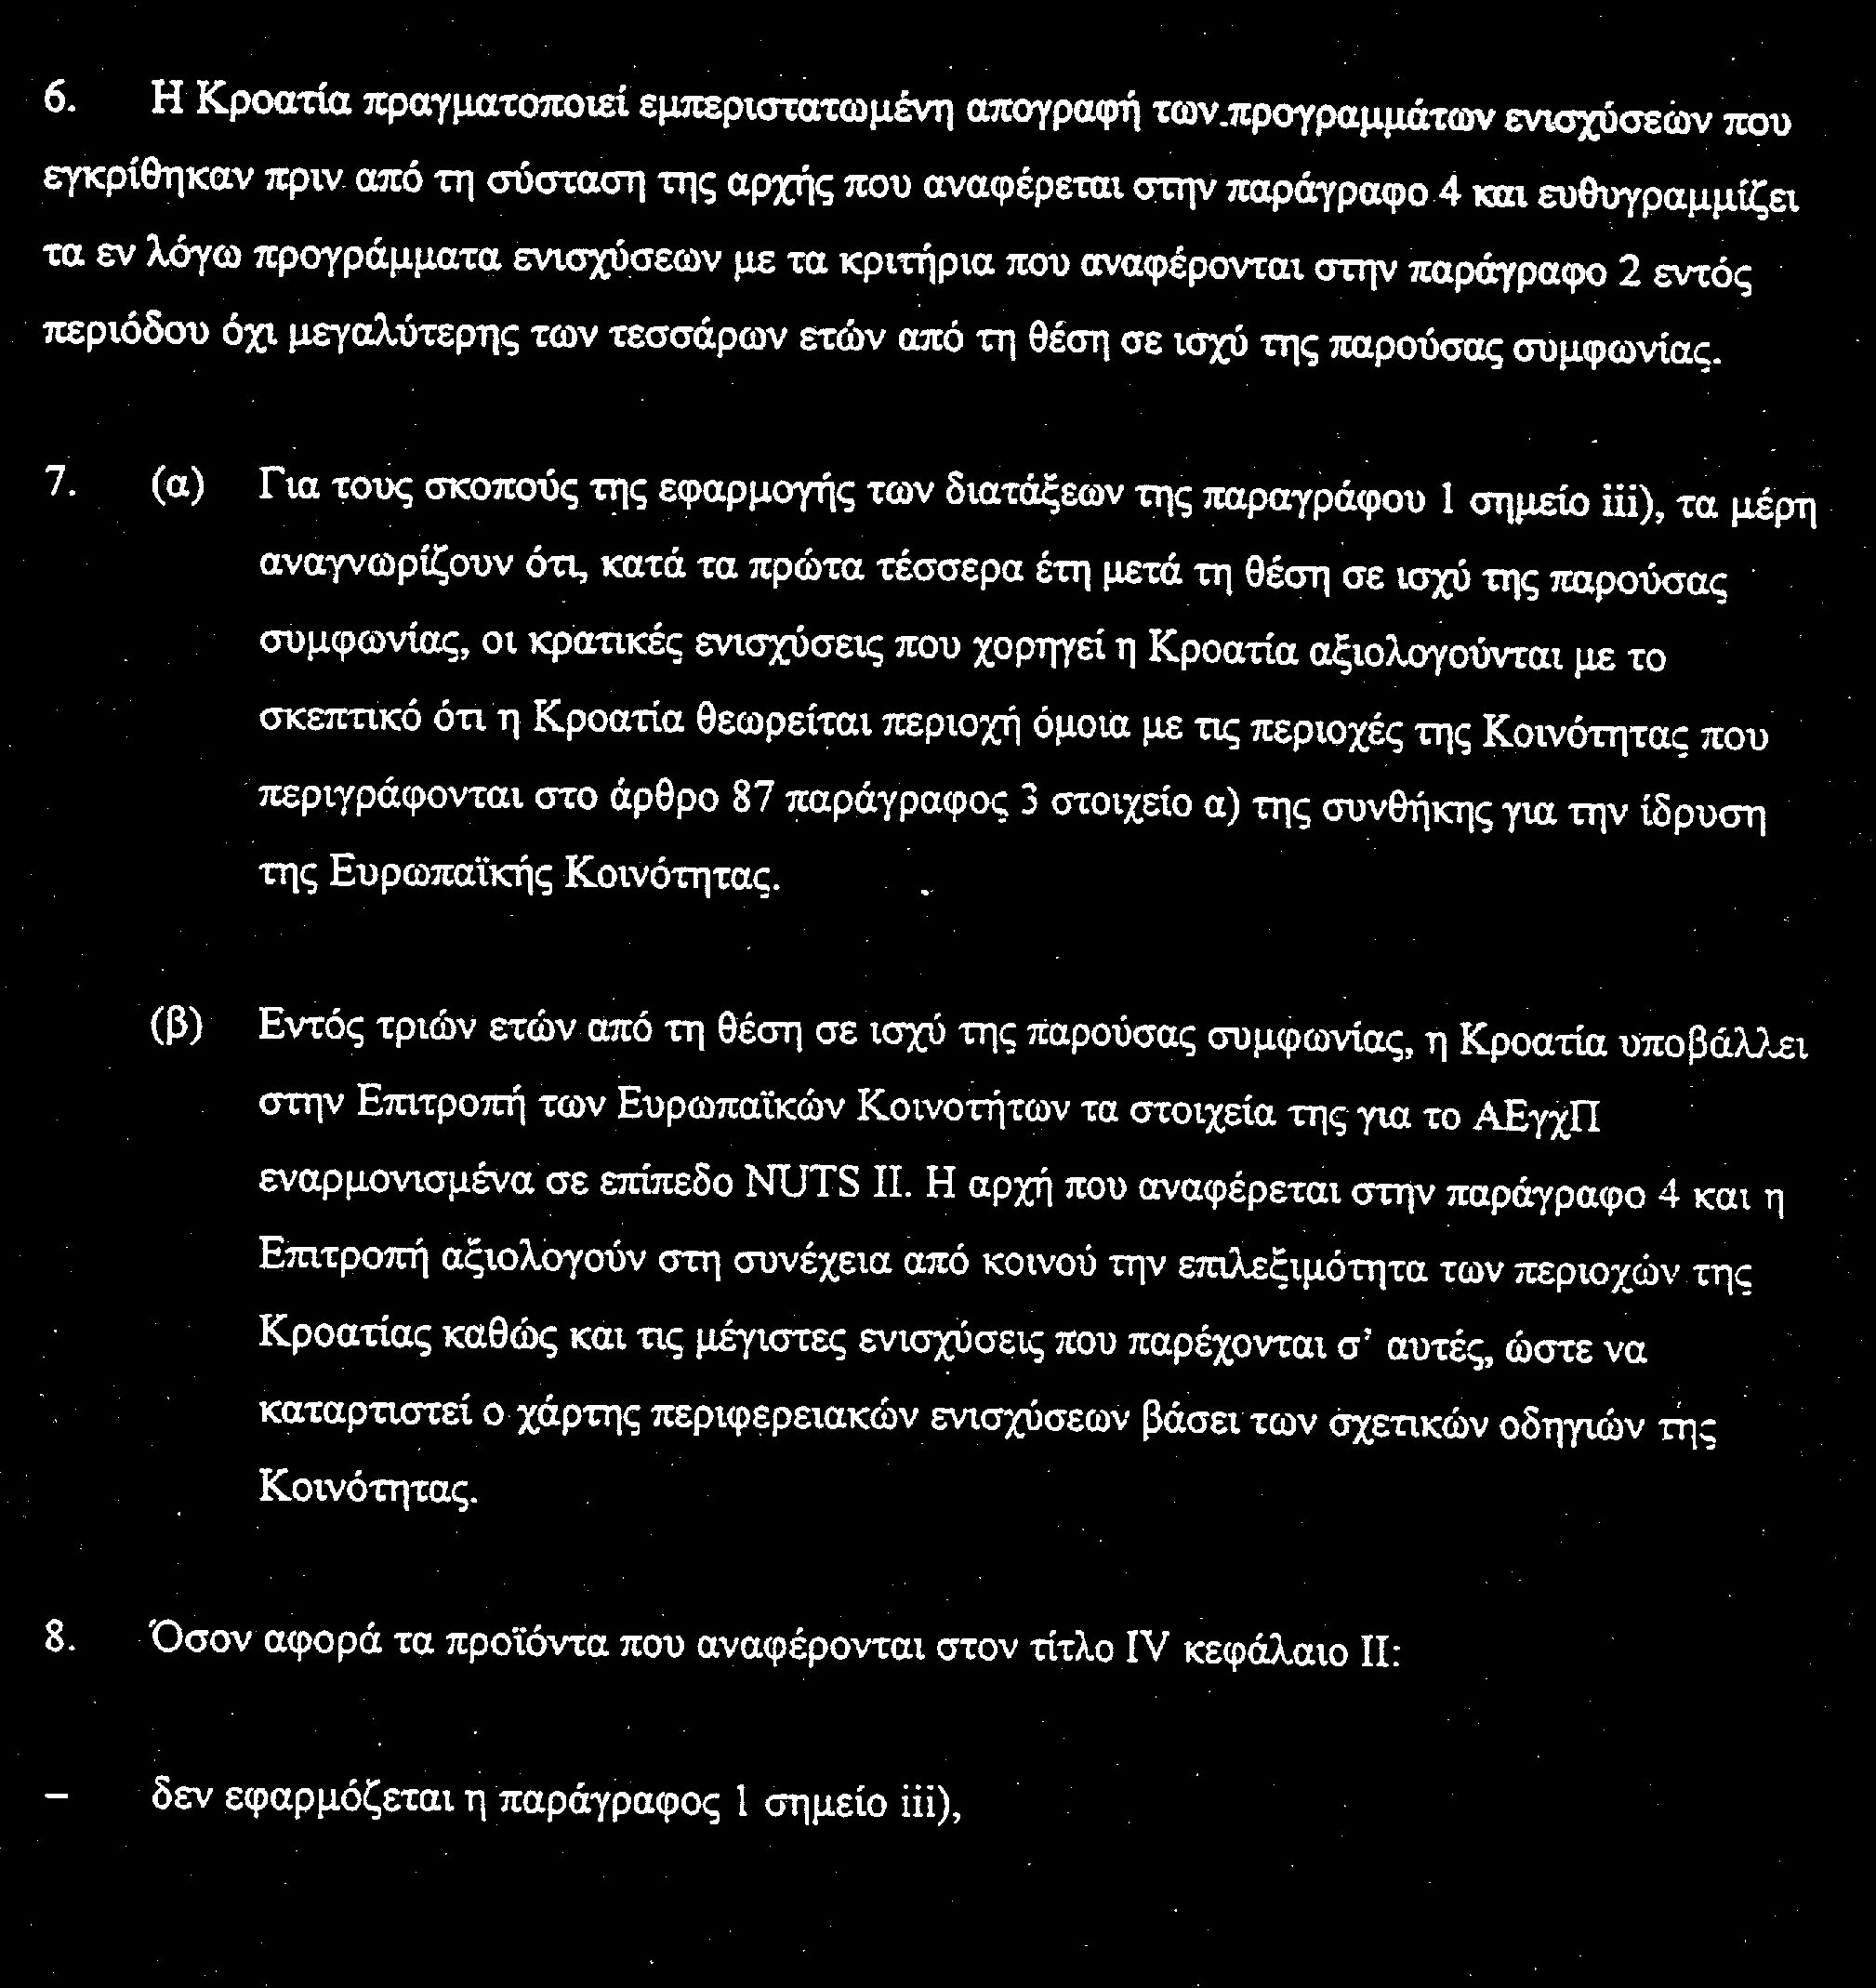 6. Η Κροατία πραγματοποιεί εμπεριστατωμένη απογραφή των προγραμμάτων ενισχύσεών που
εγκρίθηκαν πριν από τη σύσταση της αρχής που αναφέρεται στην παράγραφο 4 και ευθυγραμμίζει
τα εν λόγω προγράμματα ενισχύσεων με τα κριτήρια που αναφέρονται στην παράγραφο 2 εντός
περιόδου όχι μεγαλύτερης των τεσσάρων ετών από τη θέση σε ισχύ της παρούσας συμφωνίας.
7. (α) Για τους σκοπούς της εφαρμογής των διατάξεων της παραγράφου 1 σημείο iii), τα μέρη
αναγνωρίζουν ότι, κατά τα πρώτα τέσσερα έτη μετά τη θέση σε ισχύ της παρούσας
συμφωνίας, οι κρατικές ενισχύσεις που χορηγεί η Κροατία αξιολογούνται με το
σκεπτικό ότι η Κροατία θεωρείται περιοχή όμοια με τις περιοχές της Κοινότητας που
περιγράφονται στο άρθρο 87 παράγραφος 3 στοιχείο α) της συνθήκης για την ίδρυση
της Ευρωπαϊκής Κοινότητας.
(β) Εντός τριών ετών από τη θέση σε ισχύ της παρούσας συμφωνίας, η Κροατία υποβάλλει
στην Επιτροπή των Ευρωπαϊκών Κοινοτήτων τα στοιχεία της για το ΑΕγχΠ
εναρμονισμένα σε επίπεδο NUTS II. Η αρχή που αναφέρεται στην παράγραφο 4 και η
Επιτροπή αξιολογούν στη συνέχεια από κοινού την επιλεξιμότητα των περιοχών της
Κροατίας καθώς και τις μέγιστες ενισχύσεις που παρέχονται σ' αυτές, ώστε να
καταρτιστεί ο χάρτης περιφερειακών ενισχύσεων βάσει των σχετικών οδηγιών της
Κοινότητας.
8. Όσον αφορά τα προϊόντα που αναφέρονται στον τίτλο IV κεφάλαιο II:
– δεν εφαρμόζεται η παράγραφος 1 σημείο iii),